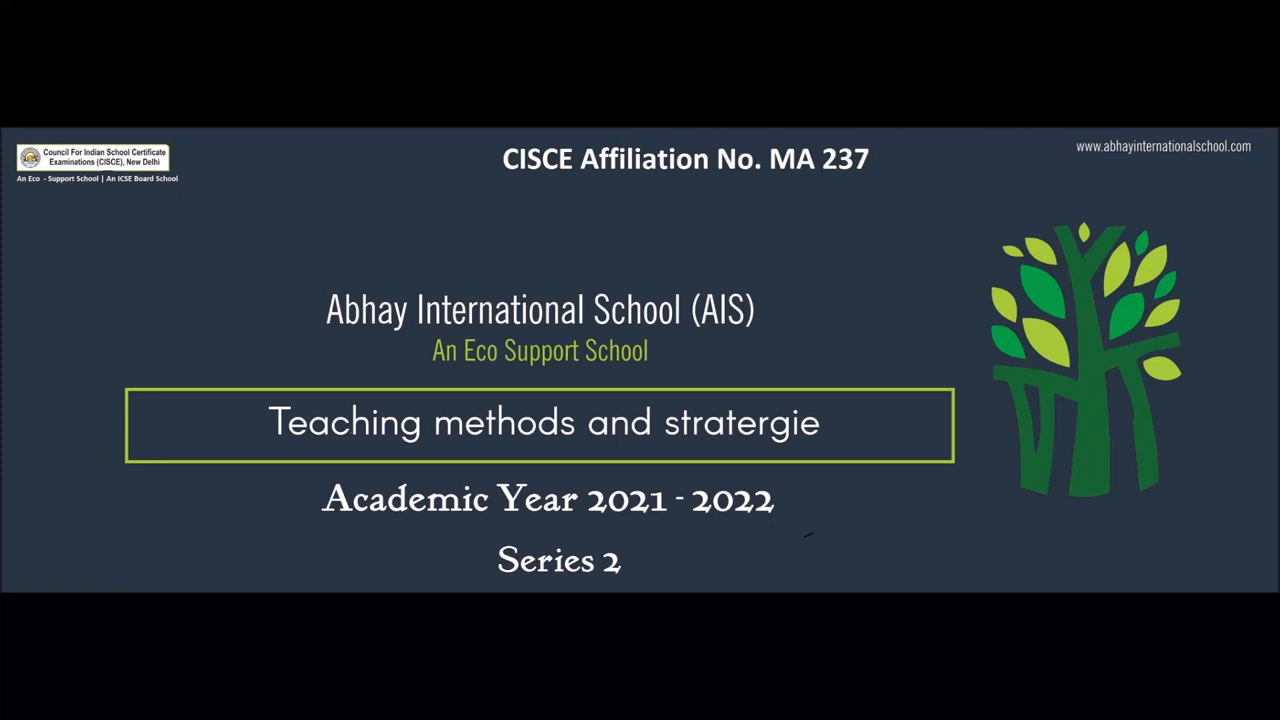 Council For Indian School Certificate
Examinations (CISCE), New Delhi
An Eco - Support School | An ICSE Board School
CISCE Affiliation No. MA 237
www.abhayinternationalschool.com
Abhay International School (AIS)
An Eco Support School
Teaching methods and stratergie
Academic Year 2021 - 2022
Series 2